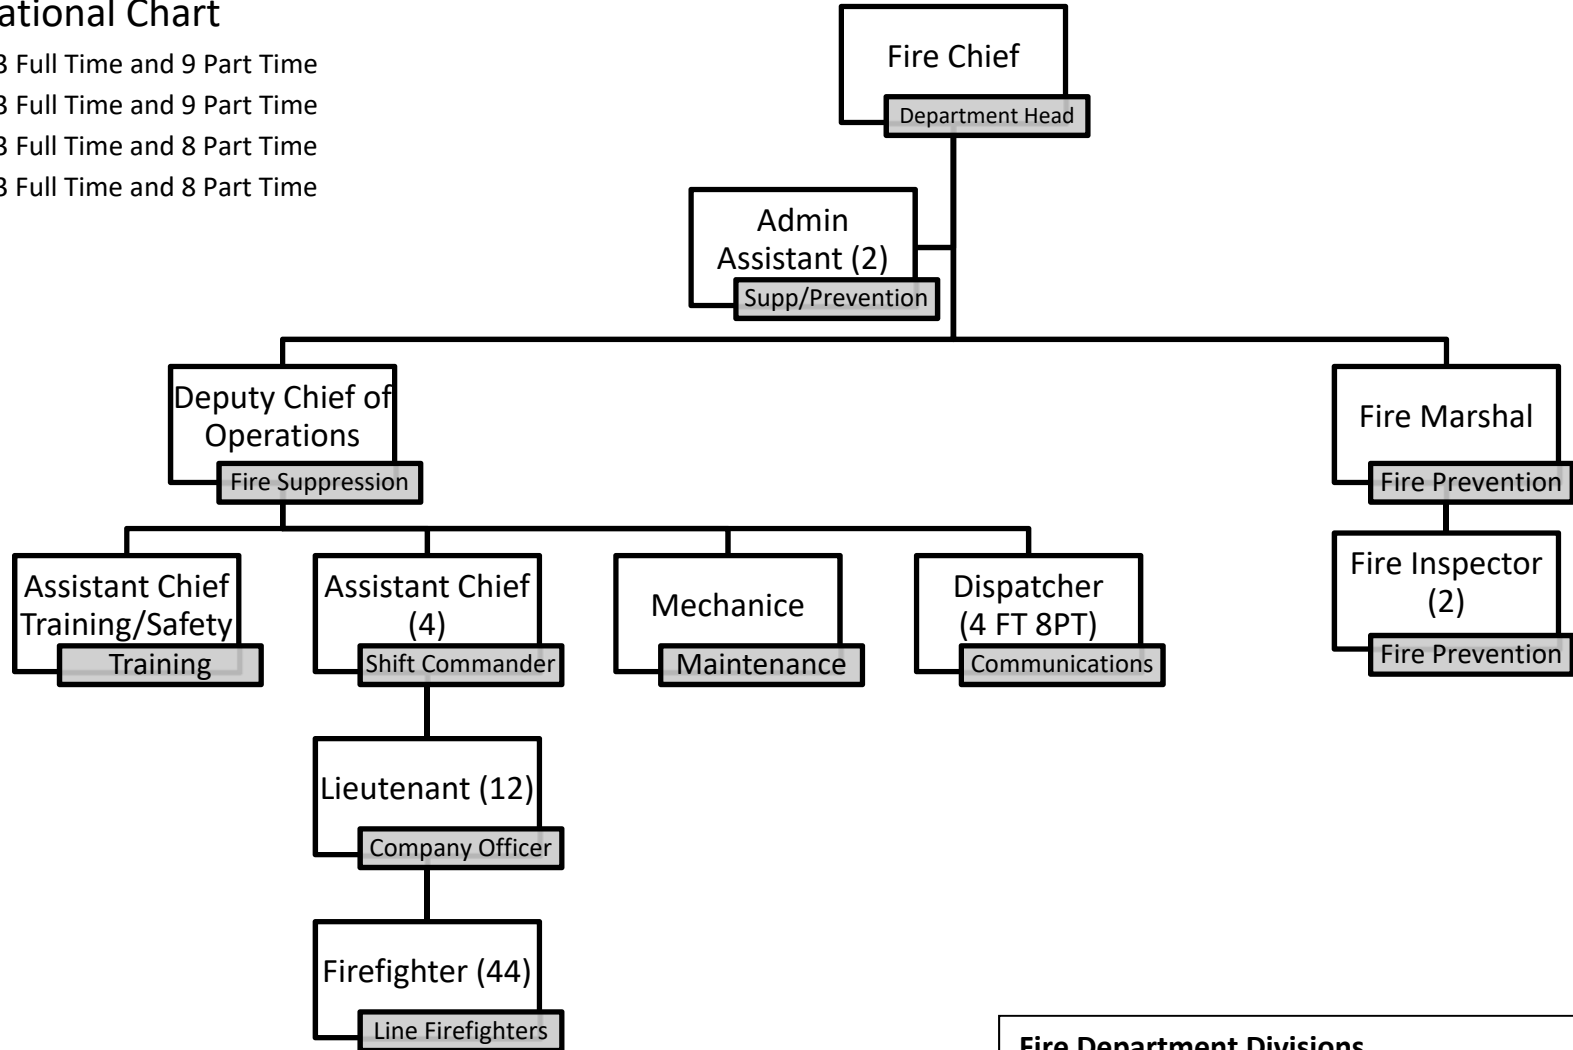 ational Chart
3 Full Time and 9 Part Time
3 Full Time and 9 Part Time
3 Full Time and 8 Part Time
3 Full Time and 8 Part Time
Fire Chief
Department Head
Admin
Assistant (2)
Supp/Prevention
Deputy Chief of
Operations
Fire Suppression
Fire Marshal
Fire Prevention
Assistant Chief
Training/Safety
Training
Assistant Chief
(4)
Shift Commander
Mechanice
Maintenance
Dispatcher
(4 FT 8PT)
Communications
Fire Inspector
(2)
Fire Prevention
Lieutenant (12)
Company Officer
Firefighter (44)
Line Firefighters
Fire Department Divisions